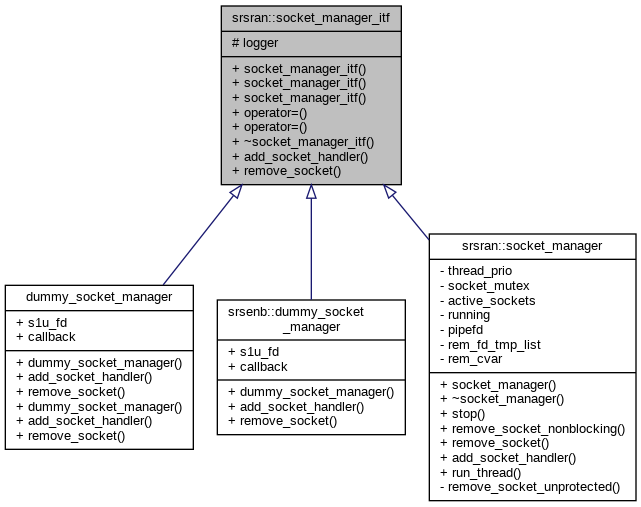 srsran::socket_manager_itf
# logger
+ socket_manager_itf()
+ socket_manager_itf()
+ socket_manager_itf()
+ operator=()
+ operator=()
+ ~socket_manager_itf()
+ add_socket_handler()
+ remove_socket()
dummy_socket_manager
+ s1u_fd
+ callback
+ dummy_socket_manager()
+ add_socket_handler()
+ remove_socket()
+ dummy_socket_manager()
+ add_socket_handler()
+ remove_socket()
srsenb::dummy_socket
_manager
+ s1u_fd
+ callback
+ dummy_socket_manager()
+ add_socket_handler()
+ remove_socket()
srsran::socket_manager
- thread_prio
- socket_mutex
- active_sockets
- running
- pipefd
- rem_fd_tmp_list
- rem_cvar
+ socket_manager()
+ ~socket_manager()
+ stop()
+ remove_socket_nonblocking()
+ remove_socket()
+ add_socket_handler()
+ run_thread()
- remove_socket_unprotected()